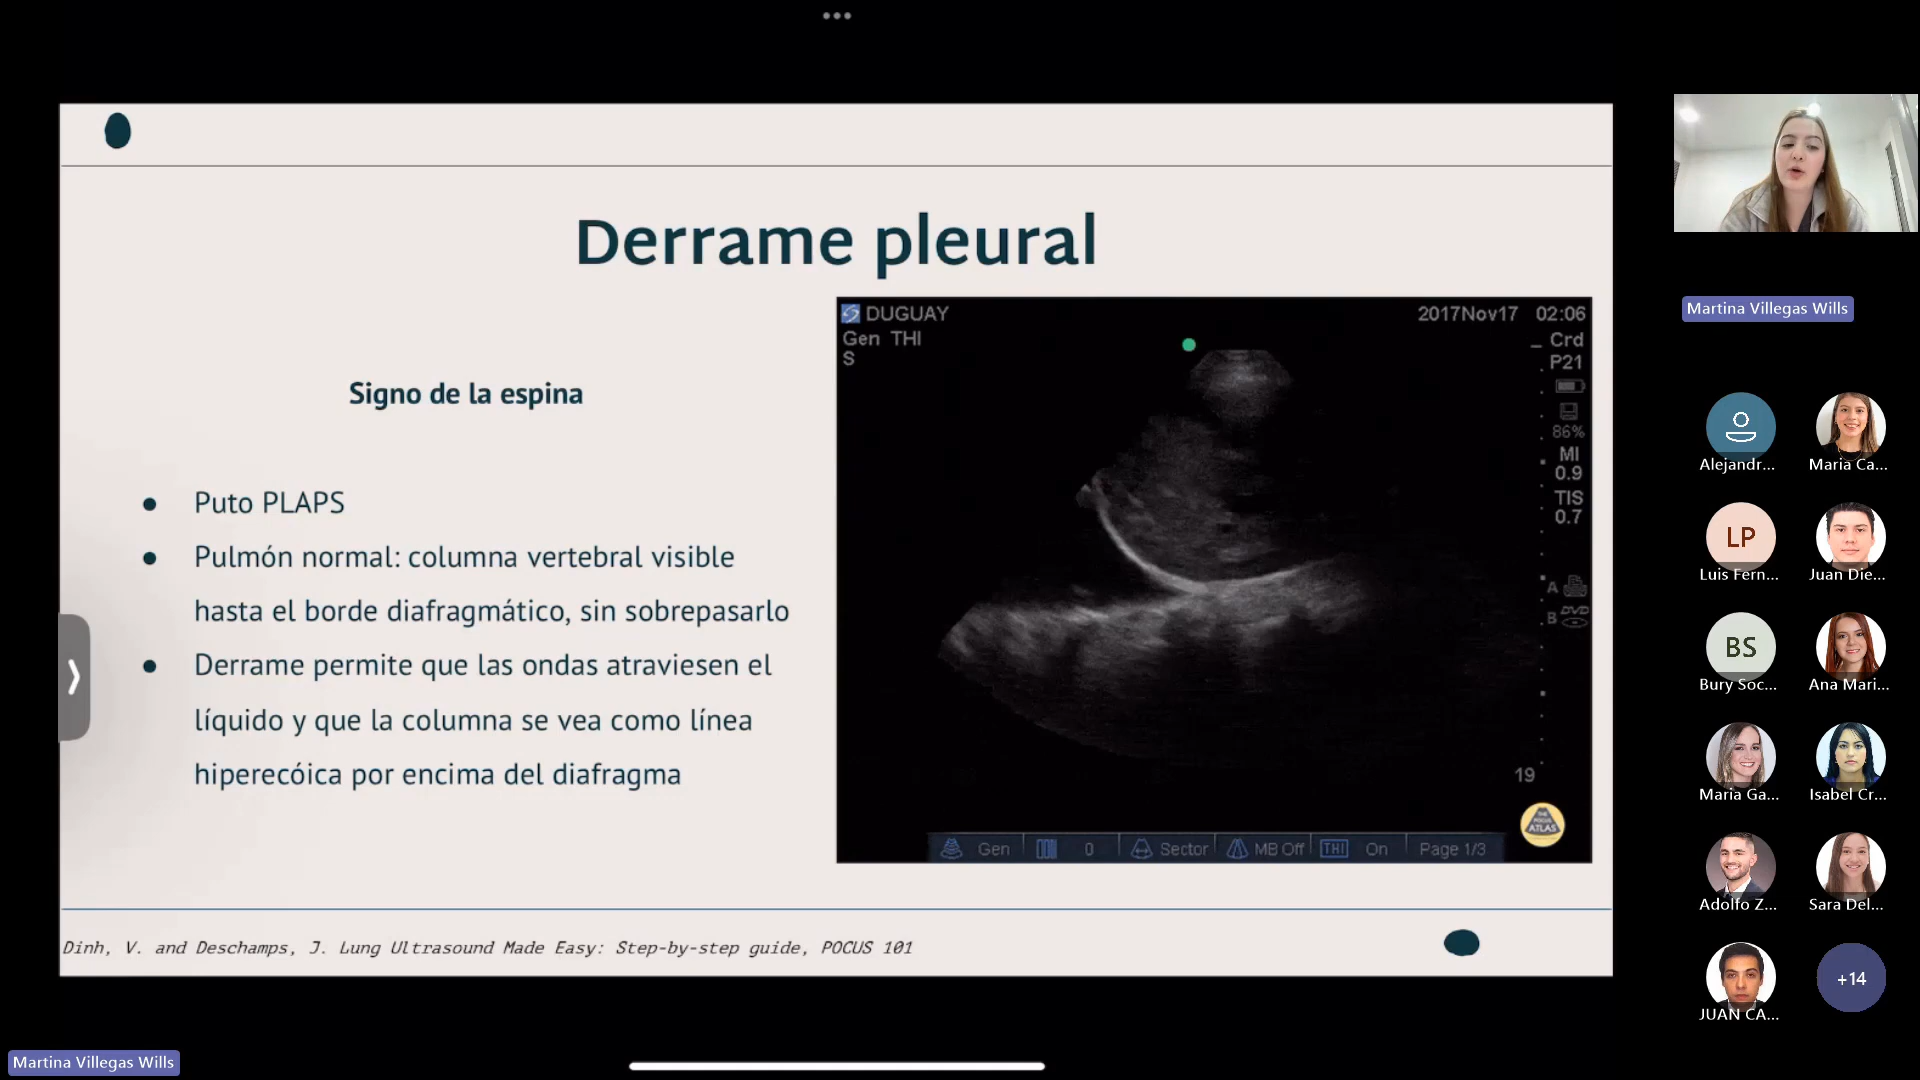 Derrame pleural
Signo de la espina
Puto PLAPS
Pulmón normal: columna vertebral visible
hasta el borde diafragmático, sin sobrepasarlo
Derrame permite que las ondas atraviesen el
líquido y que la columna se vea como línea
hiperecóica por encima del diafragma
DUGUAY
2017Nov17 02:06
Gen THI
S
Crd
P21
86%
MI
0.9
TIS
0.7
A
B
DVD
19
THE
POCUS
ATLAS
Gen
0
Sector
MB Off
THI
On
Page 1/3
Dinh, V. and Deschamps, J. Lung Ultrasound Made Easy: Step-by-step guide, POCUS 101
Martina Villegas Wills
Alejandr...
Maria Ca...
LP
Luis Fern...
Juan Die...
BS
Bury Soc...
Ana Mari...
Maria Ga...
Isabel Cr...
Adolfo Z...
Sara Del...
JUAN CA...
+14
Martina Villegas Wills